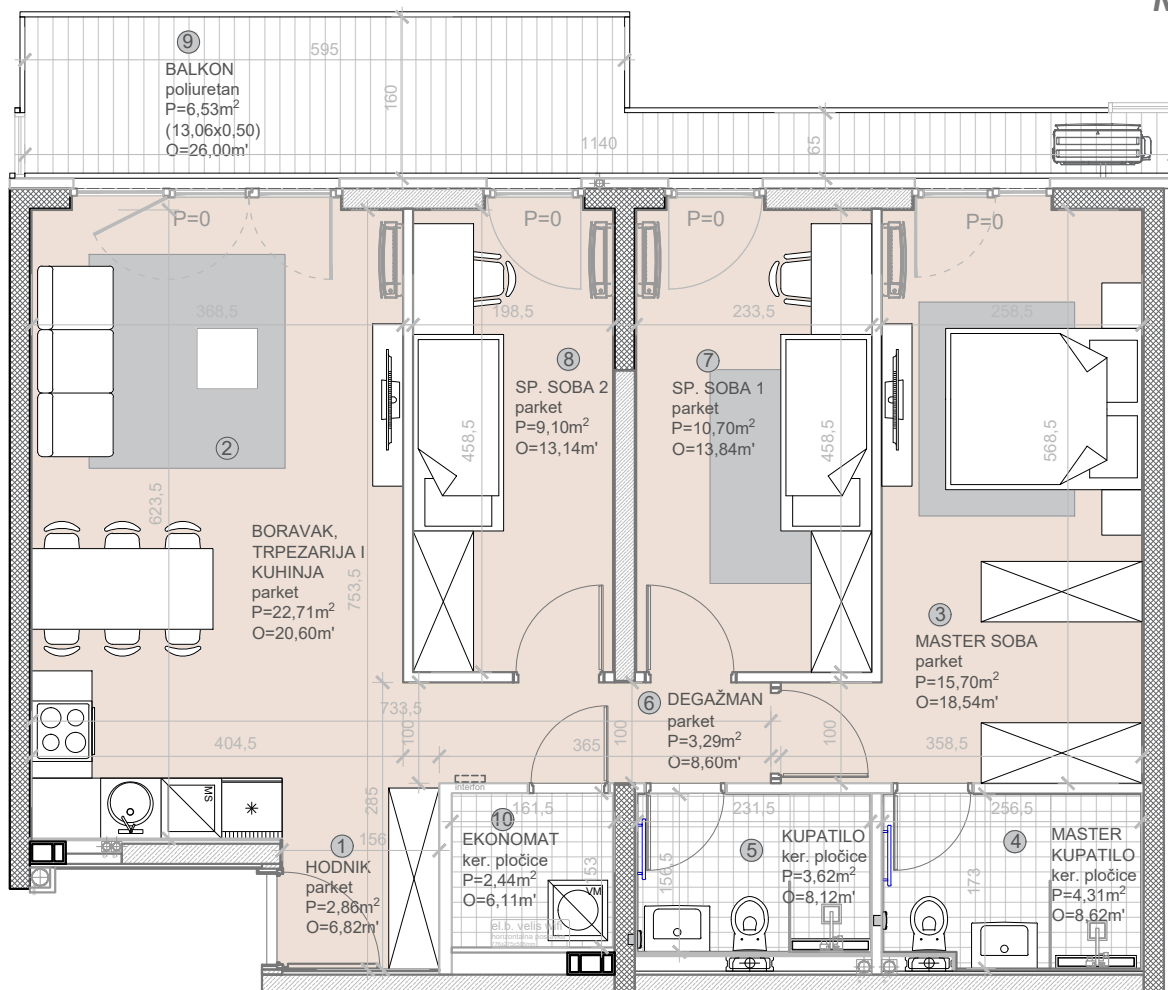 9
BALKON
poliuretan
P=6,53m²
(13,06x0,50)
O=26,00m'
595
160
1140
65
P=0
P=0
P=0
P=0
368,5
198,5
233,5
258,5
2
623,5
BORAVAK,
TRPEZARIJA I
KUHINJA
parket
P=22,71m²
O=20,60m'
753,5
8
SP. SOBA 2
parket
P=9,10m²
O=13,14m'
458,5
7
SP. SOBA 1
parket
P=10,70m²
O=13,84m'
458,5
568,5
3
MASTER SOBA
parket
P=15,70m²
O=18,54m'
6
DEGAŽMAN
parket
P=3,29m²
O=8,60m'
733,5
100
100
100
404,5
365
358,5
285
156
MS
interfon
161,5
231,5
256,5
1
HODNIK
parket
P=2,86m²
O=6,82m'
10
EKONOMAT
ker. pločice
P=2,44m²
O=6,11m'
153
VM
el.b. velis wifi
5
KUPATILO
ker. pločice
P=3,62m²
O=8,12m'
156,5
4
MASTER
KUPATILO
ker. pločice
P=4,31m²
O=8,62m'
173